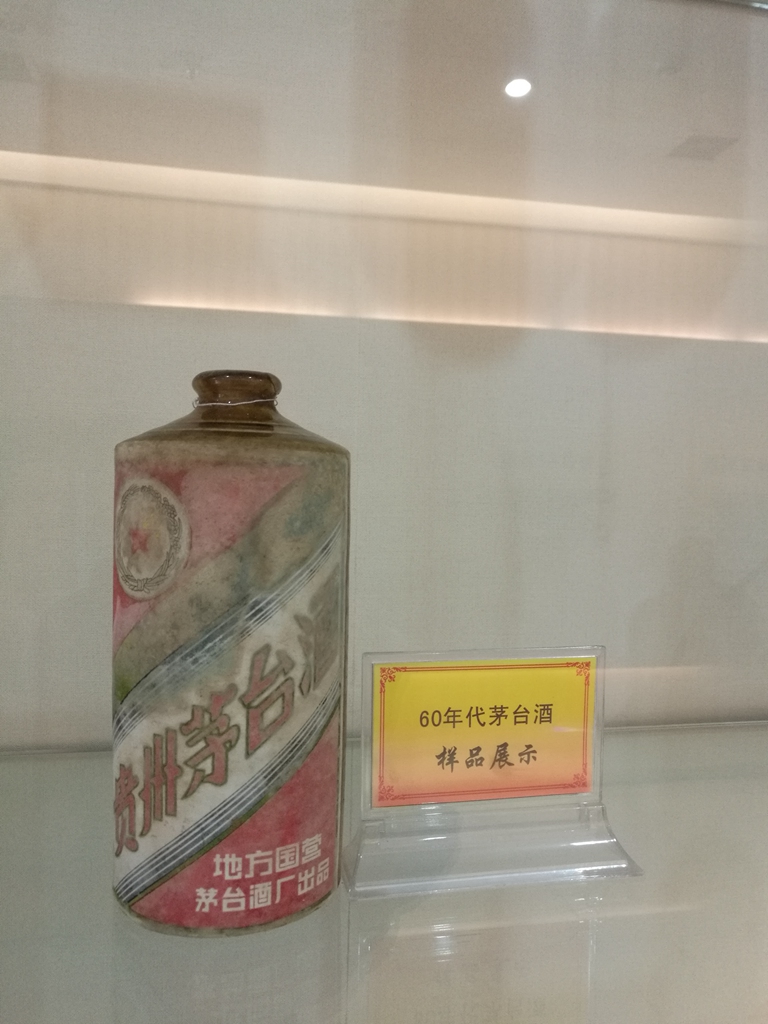 贵州茅台酒
地方国营
茅台酒厂出品
60年代茅台酒
样品展示